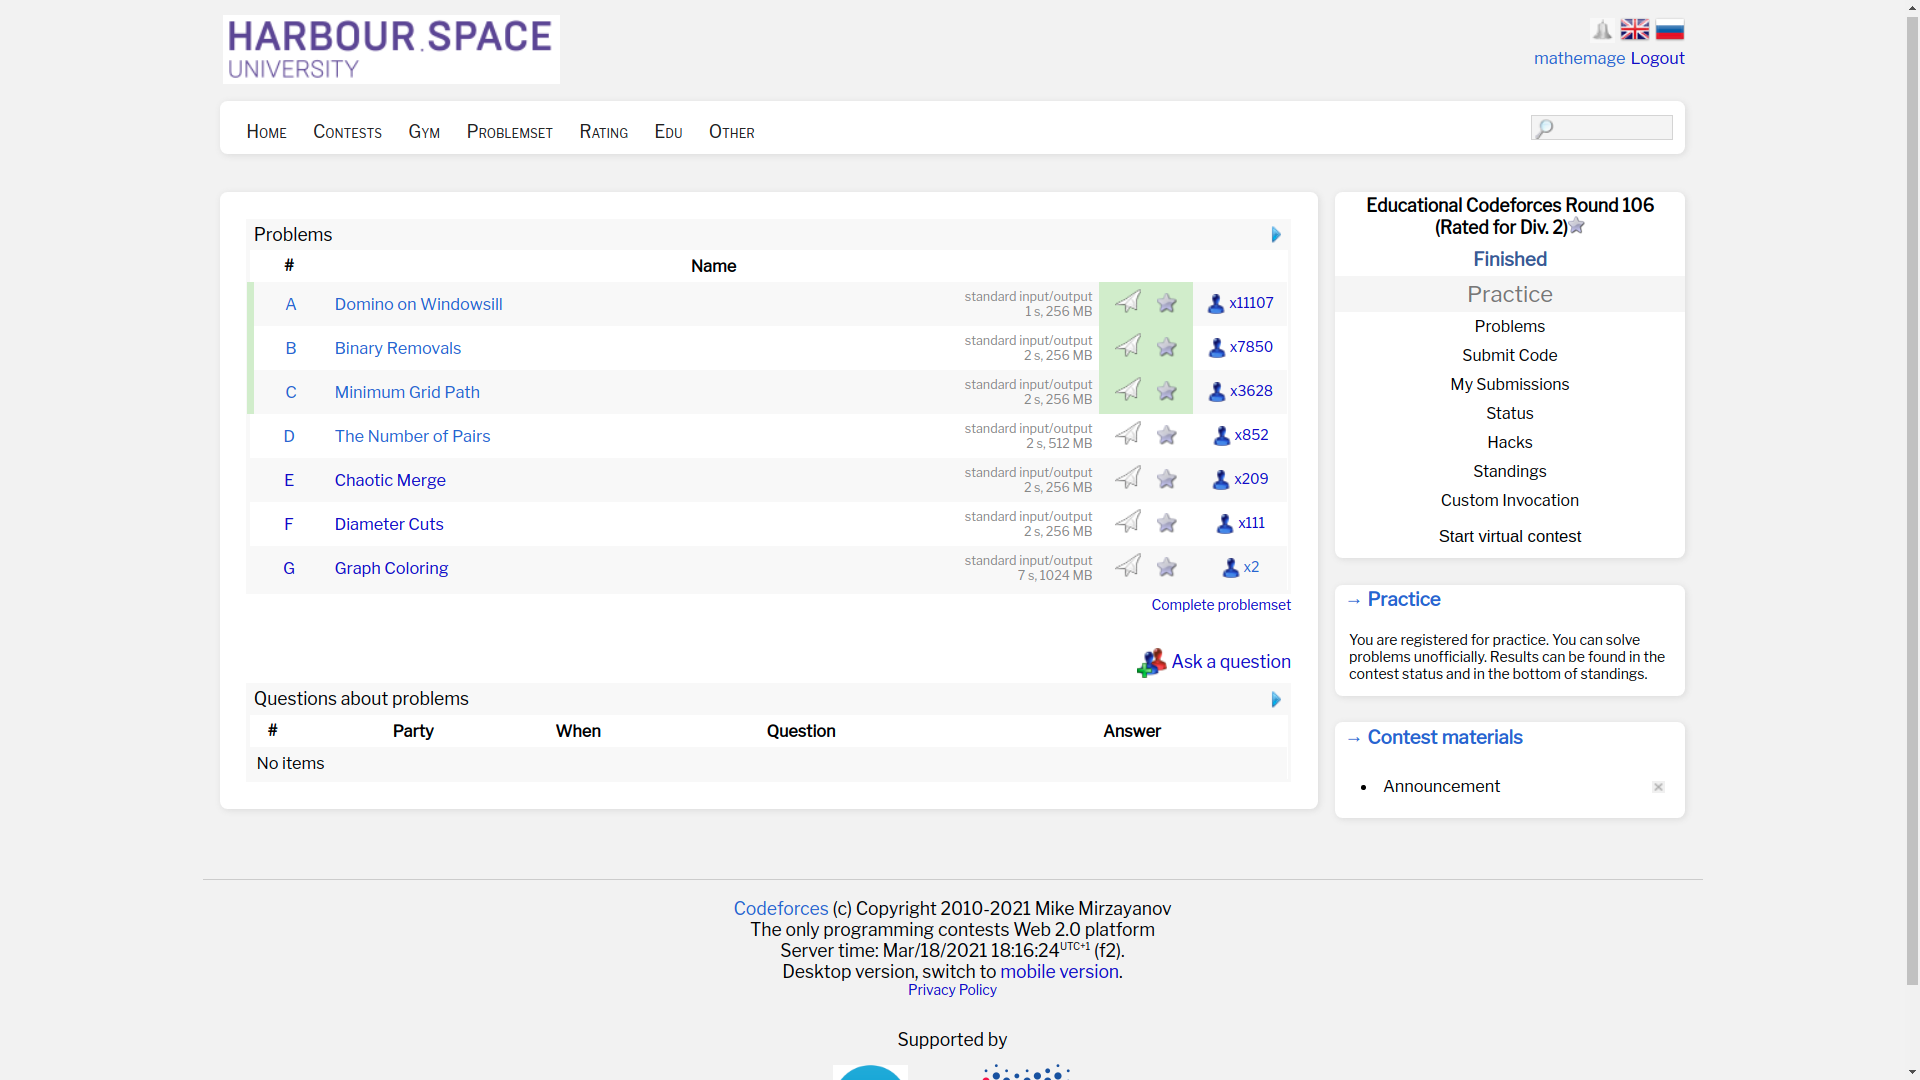 HARBOUR.SPACE
UNIVERSITY
mathemage Logout
Home Contests Gym Problemset Rating Edu Other
Problems
# Name
A Domino on Windowsill standard input/output 1 s, 256 MB x11107
B Binary Removals standard input/output 2 s, 256 MB x7850
C Minimum Grid Path standard input/output 2 s, 256 MB x3628
D The Number of Pairs standard input/output 2 s, 512 MB x852
E Chaotic Merge standard input/output 2 s, 256 MB x209
F Diameter Cuts standard input/output 2 s, 256 MB x111
G Graph Coloring standard input/output 7 s, 1024 MB x2
Complete problemset
Ask a question
Questions about problems
# Party When Question Answer
No items
Educational Codeforces Round 106
(Rated for Div. 2)
Finished
Practice
Problems
Submit Code
My Submissions
Status
Hacks
Standings
Custom Invocation
Start virtual contest
→ Practice
You are registered for practice. You can solve
problems unofficially. Results can be found in the
contest status and in the bottom of standings.
→ Contest materials
• Announcement
Codeforces (c) Copyright 2010-2021 Mike Mirzayanov
The only programming contests Web 2.0 platform
Server time: Mar/18/2021 18:16:24 UTC+1 (f2).
Desktop version, switch to mobile version.
Privacy Policy
Supported by